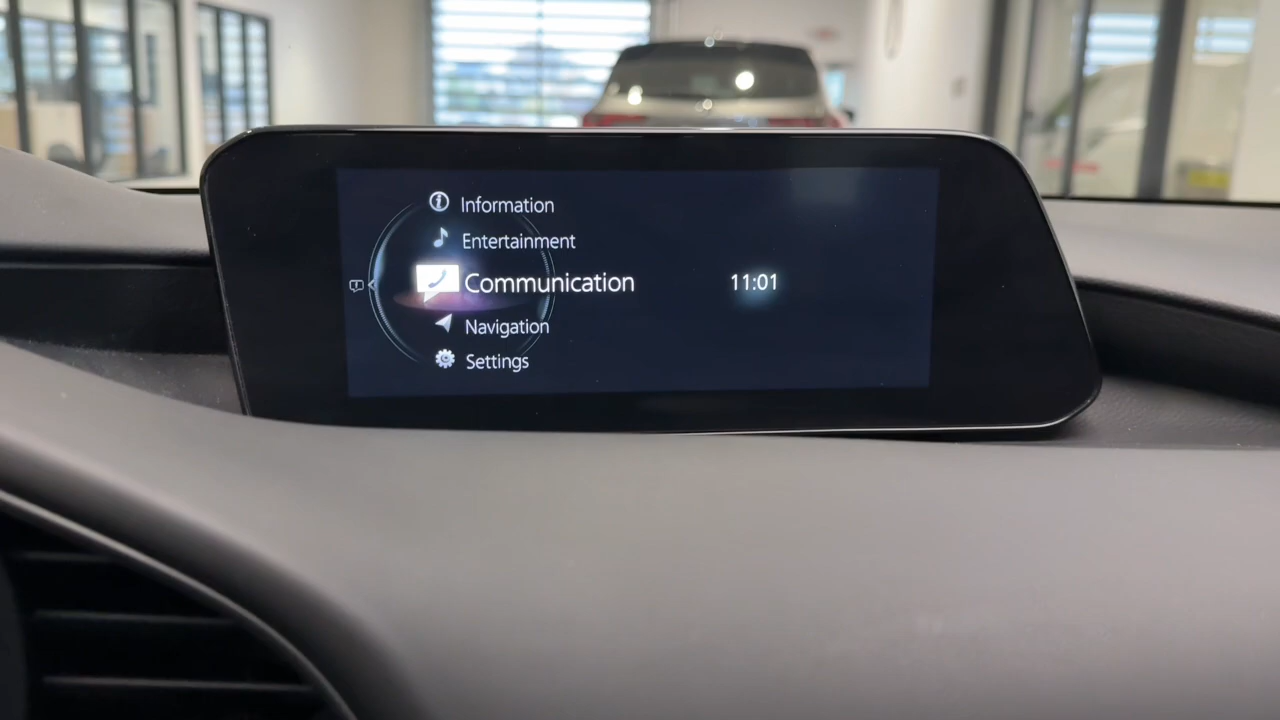 Information
Entertainment
Communication
11:01
Navigation
Settings